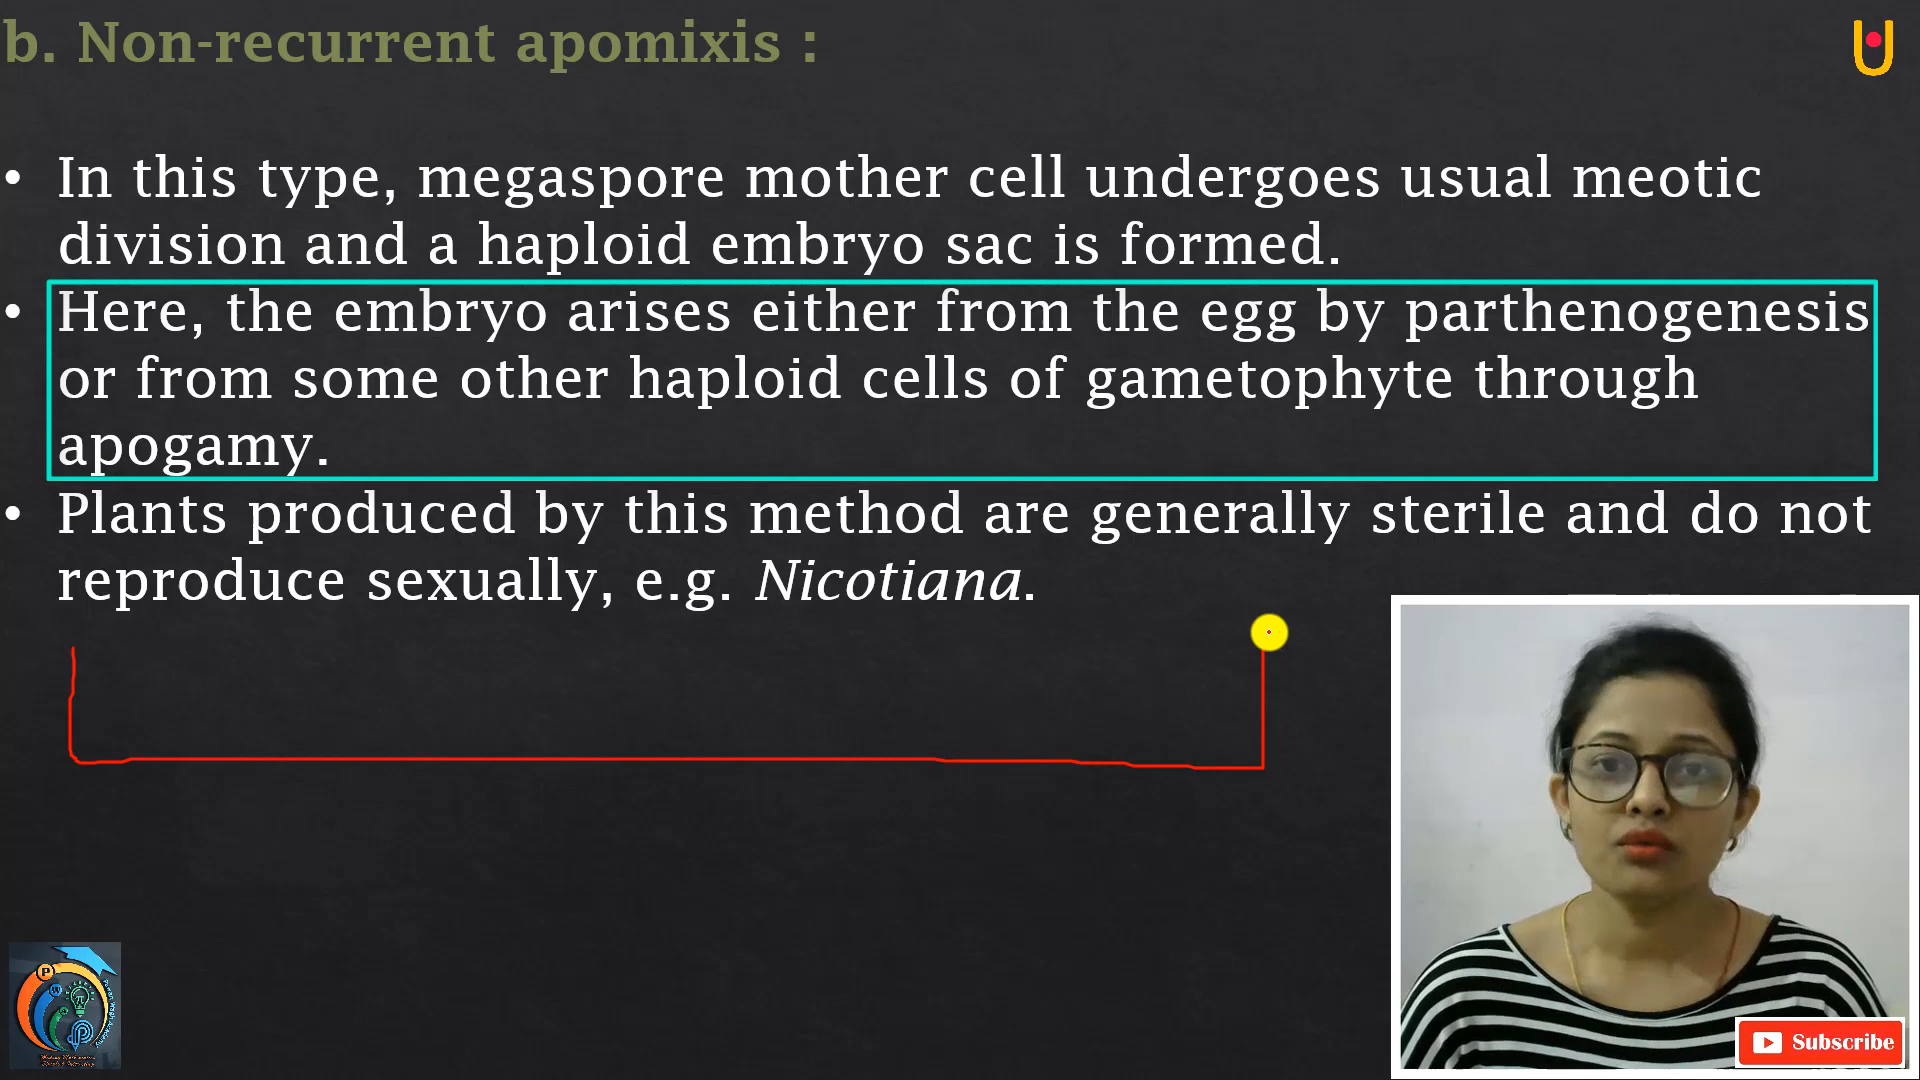 b. Non-recurrent apomixis :
• In this type, megaspore mother cell undergoes usual meotic
division and a haploid embryo sac is formed.
• Here, the embryo arises either from the egg by parthenogenesis
or from some other haploid cells of gametophyte through
apogamy.
• Plants produced by this method are generally sterile and do not
reproduce sexually, e.g. Nicotiana.
Subscribe